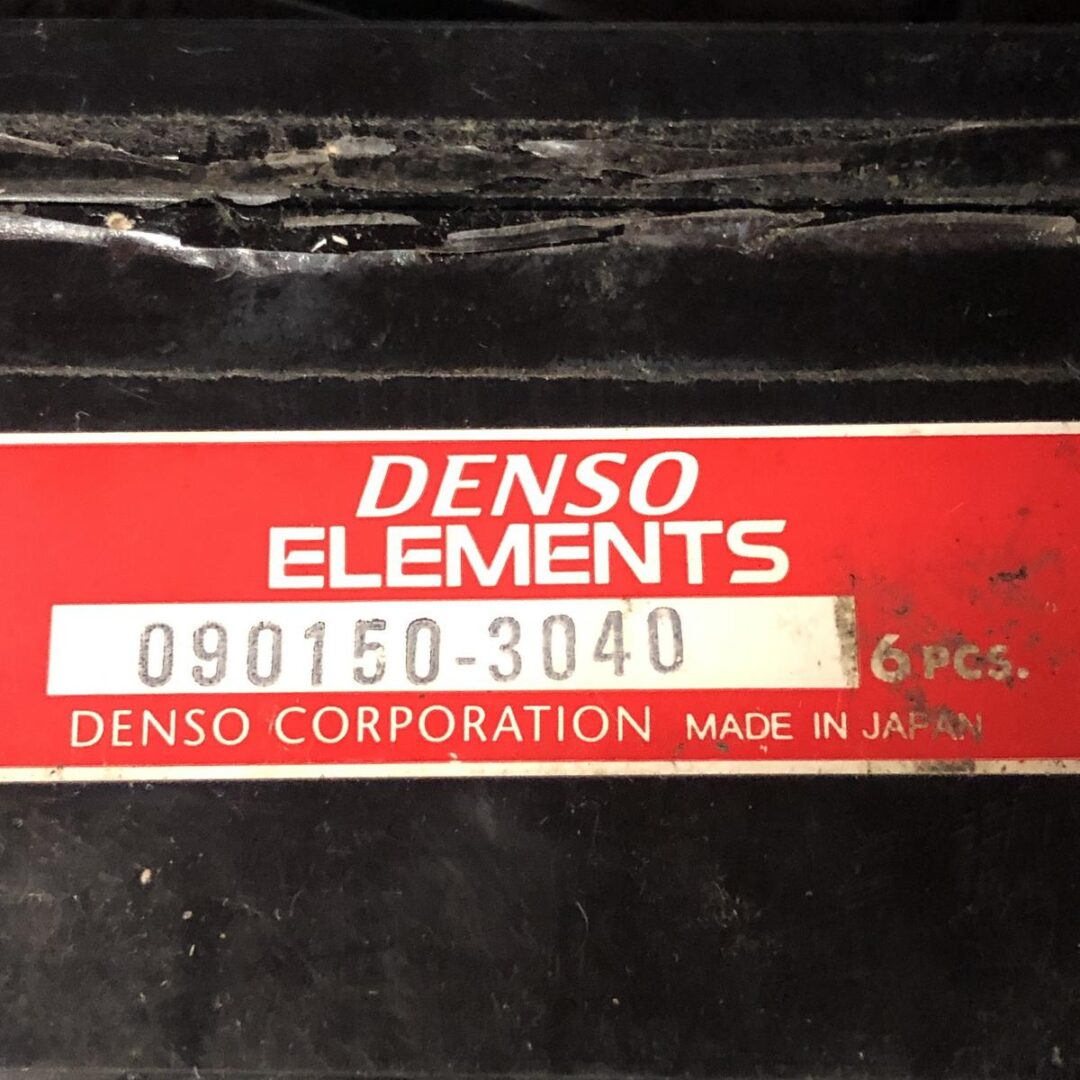 DENSO
ELEMENTS
090150-3040 6 PCS.
DENSO CORPORATION MADE IN JAPAN